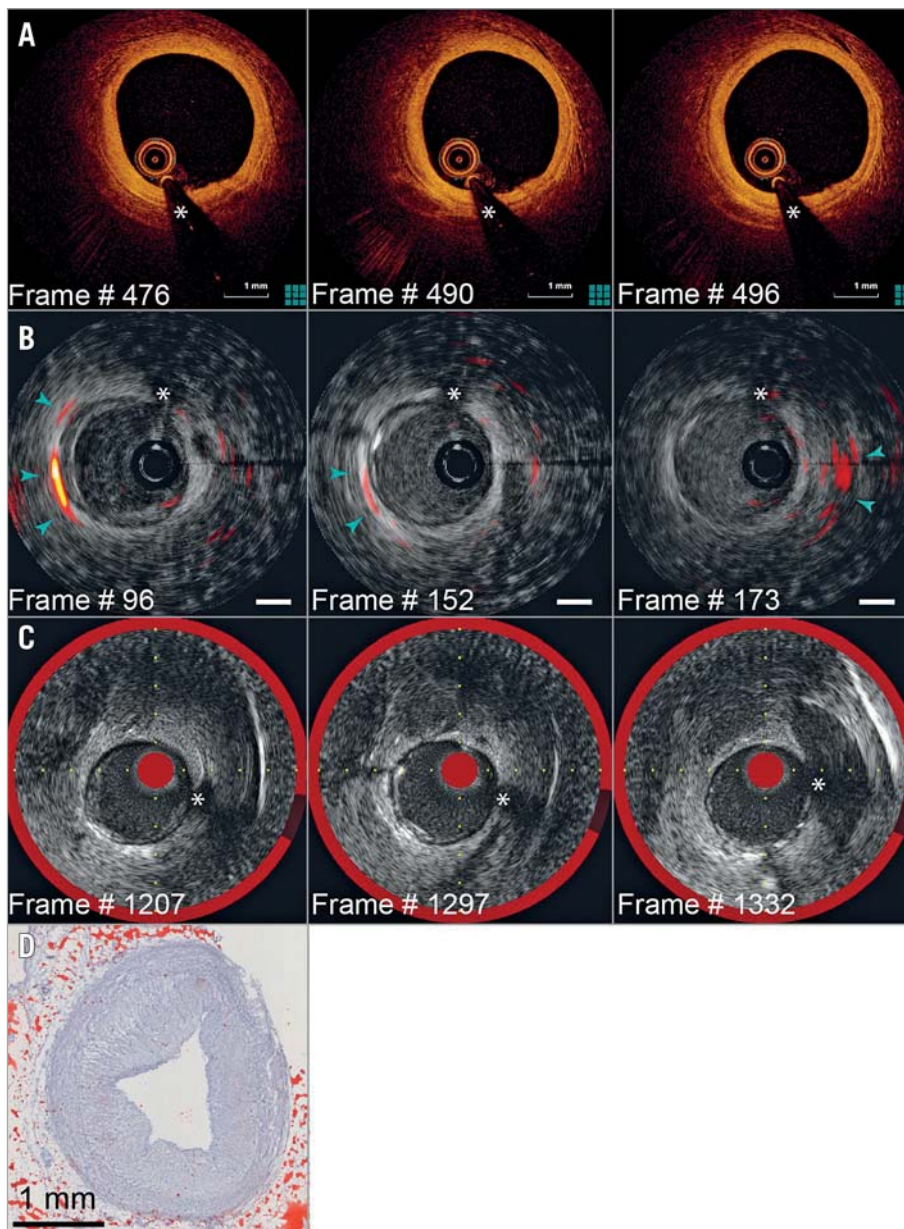 A
1 mm
1 mm
1 mm
Frame # 476
Frame # 490
Frame # 496
B
Frame # 96
Frame # 152
Frame # 173
C
Frame # 1207
Frame # 1297
Frame # 1332
D
1 mm